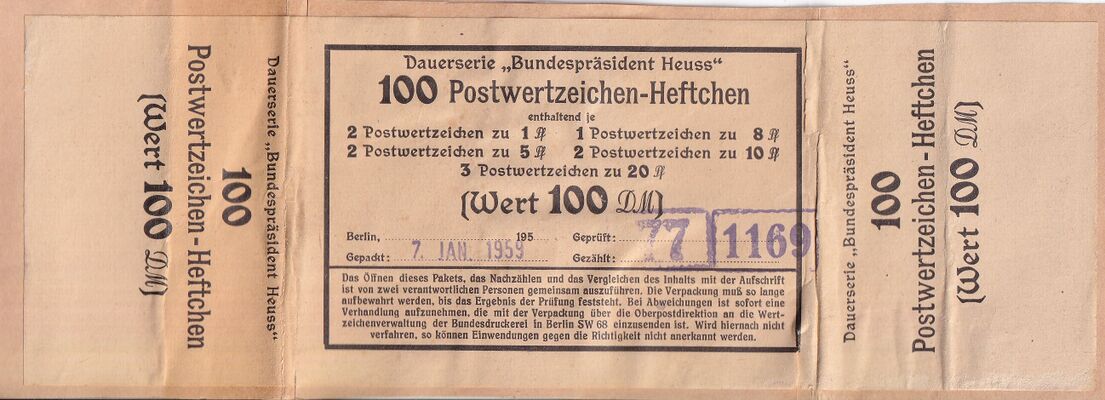 Dauerserie „Bundespräsident Heuss“
100
Postwertzeichen-Heftchen
(Wert 100 DM)
Dauerserie „Bundespräsident Heuss“
100 Postwertzeichen-Heftchen
enthaltend je
2 Postwertzeichen zu 1 ₰ 1 Postwertzeichen zu 8 ₰
2 Postwertzeichen zu 5 ₰ 2 Postwertzeichen zu 10 ₰
3 Postwertzeichen zu 20 ₰
(Wert 100 DM)
Berlin, 195 Geprüft:
Gepackt: 7. JAN. 1959 Gezählt: 77 1169
Das Öffnen dieses Pakets, das Nachzählen und das Vergleichen des Inhalts mit der Aufschrift
ist von zwei verantwortlichen Personen gemeinsam auszuführen. Die Verpackung muß so lange
aufbewahrt werden, bis das Ergebnis der Prüfung feststeht. Bei Abweichungen ist sofort eine
Verhandlung aufzunehmen, die mit der Verpackung über die Oberpostdirektion an die Wert-
zeichenverwaltung der Bundesdruckerei in Berlin SW 68 einzusenden ist. Wird hiernach nicht
verfahren, so können Einwendungen gegen die Richtigkeit nicht anerkannt werden.
Dauerserie „Bundespräsident Heuss“
100
Postwertzeichen-Heftchen
(Wert 100 DM)